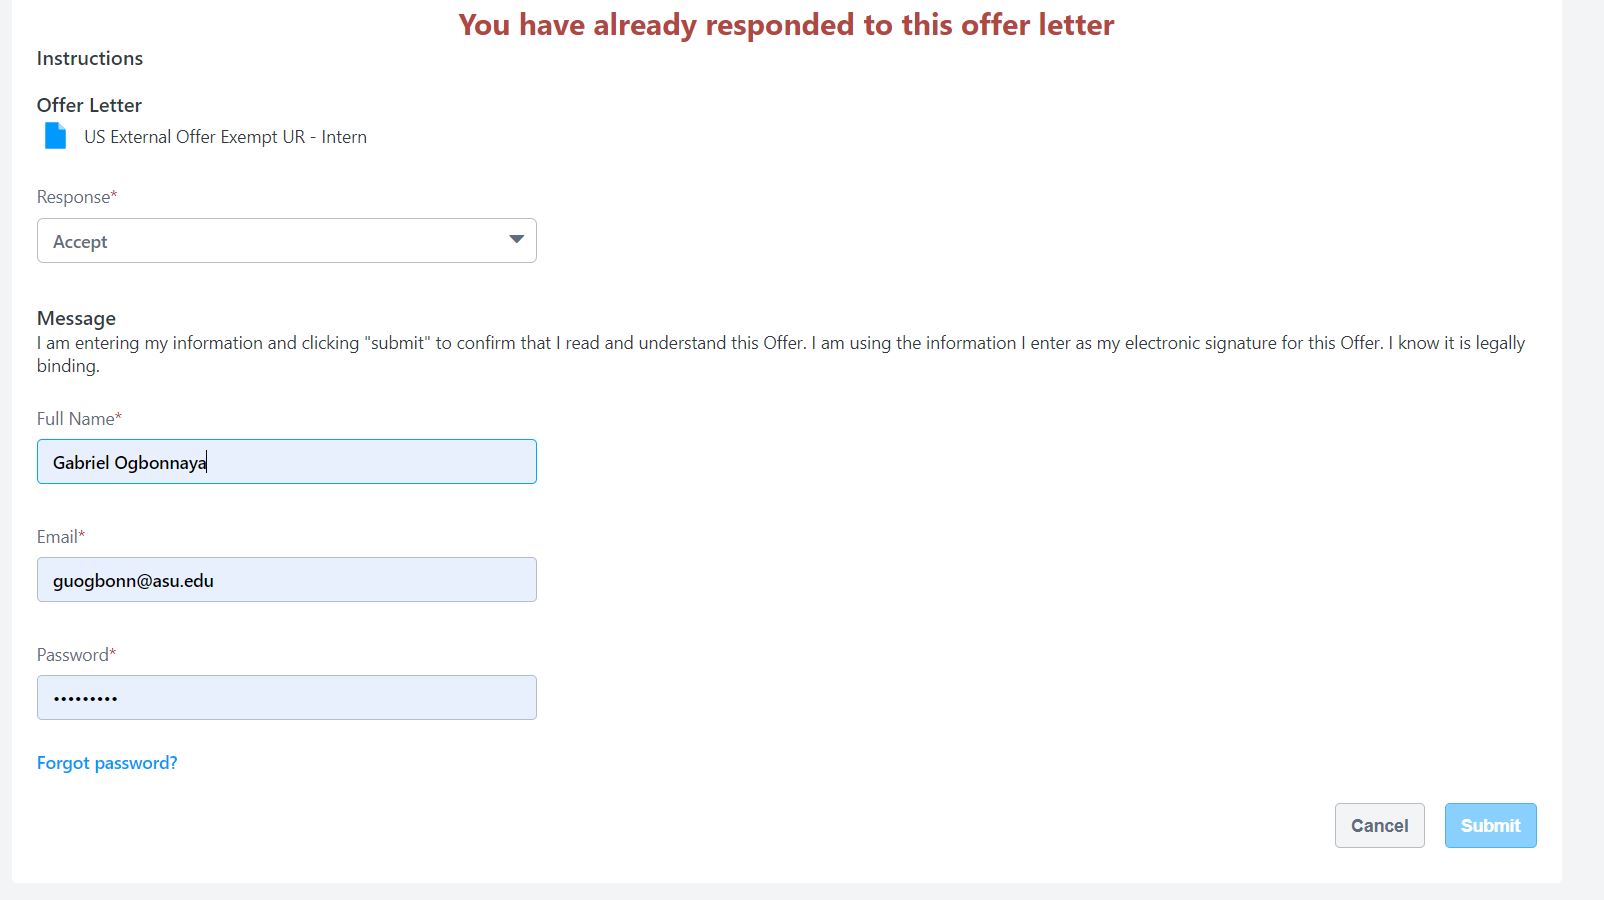 You have already responded to this offer letter
Instructions
Offer Letter
US External Offer Exempt UR - Intern
Response*
Accept
Message
I am entering my information and clicking "submit" to confirm that I read and understand this Offer. I am using the information I enter as my electronic signature for this Offer. I know it is legally
binding.
Full Name*
Gabriel Ogbonnaya
Email*
guogbonn@asu.edu
Password*
•••••••••
Forgot password?
Cancel
Submit